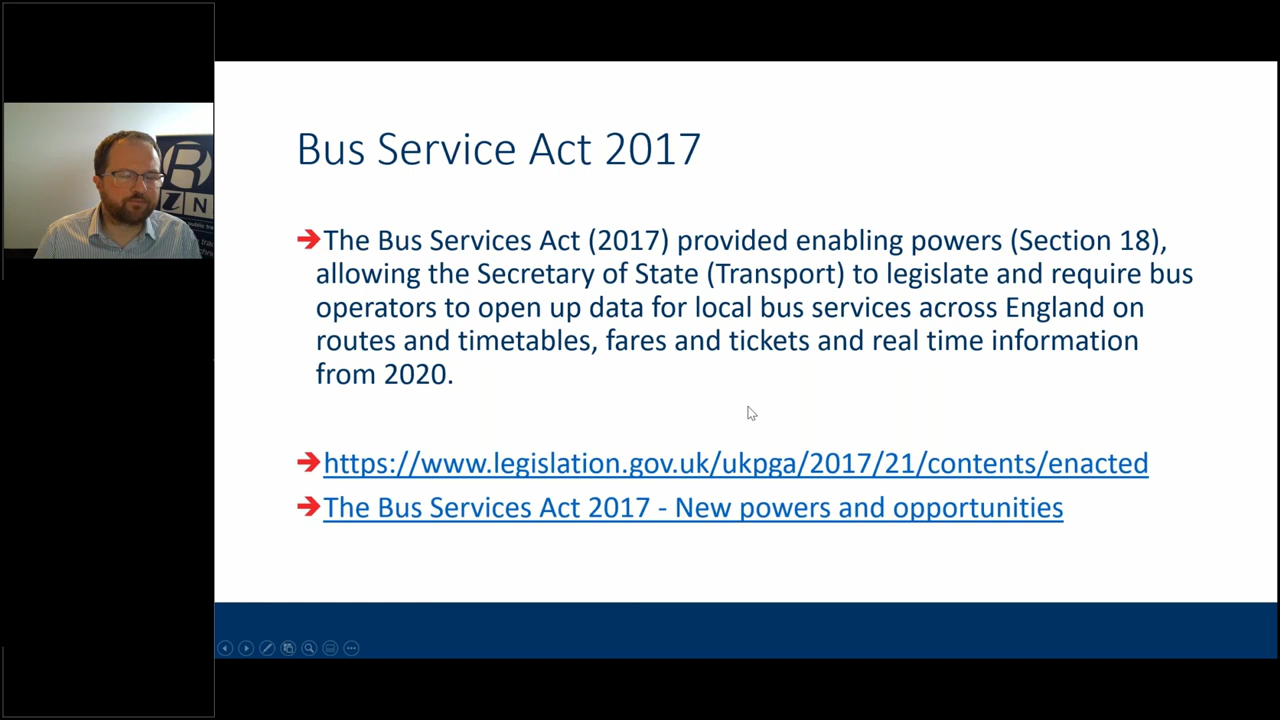 Bus Service Act 2017
➔The Bus Services Act (2017) provided enabling powers (Section 18),
allowing the Secretary of State (Transport) to legislate and require bus
operators to open up data for local bus services across England on
routes and timetables, fares and tickets and real time information
from 2020.
➔https://www.legislation.gov.uk/ukpga/2017/21/contents/enacted
➔The Bus Services Act 2017 - New powers and opportunities
R
iN